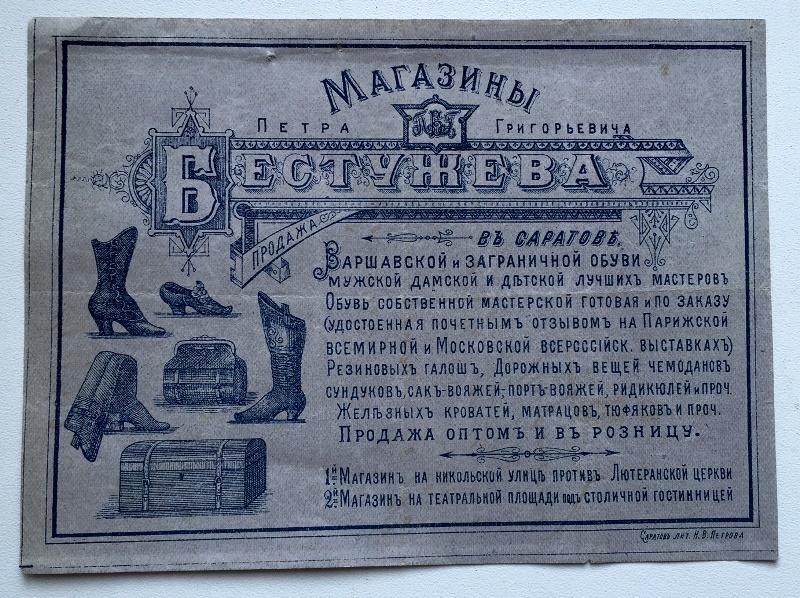 Магазины
П.Б.Г.
Петра Григорьевича
Бестужева
Продажа
въ Саратовѣ,
Варшавской и заграничной обуви
мужской дамской и дѣтской лучшихъ мастеровъ
Обувь собственной мастерской готовая и по заказу
(удостоенная почетнымъ отзывомъ на Парижской
всемирной и Московской всероссійск. выставкахъ)
Резиновыхъ галошъ, Дорожныхъ вещей чемодановъ
сундуковъ, сакъ-вояжей, портъ-вояжей, ридикюлей и проч.
Желѣзныхъ кроватей, матрацовъ, тюфяковъ и проч.
Продажа оптомъ и въ розницу.
1й Магазинъ на Никольской улицѣ противъ Лютеранской церкви
2й Магазинъ на театральной площади подъ столичной гостинницей
Саратовъ лит. Н. В. Петрова